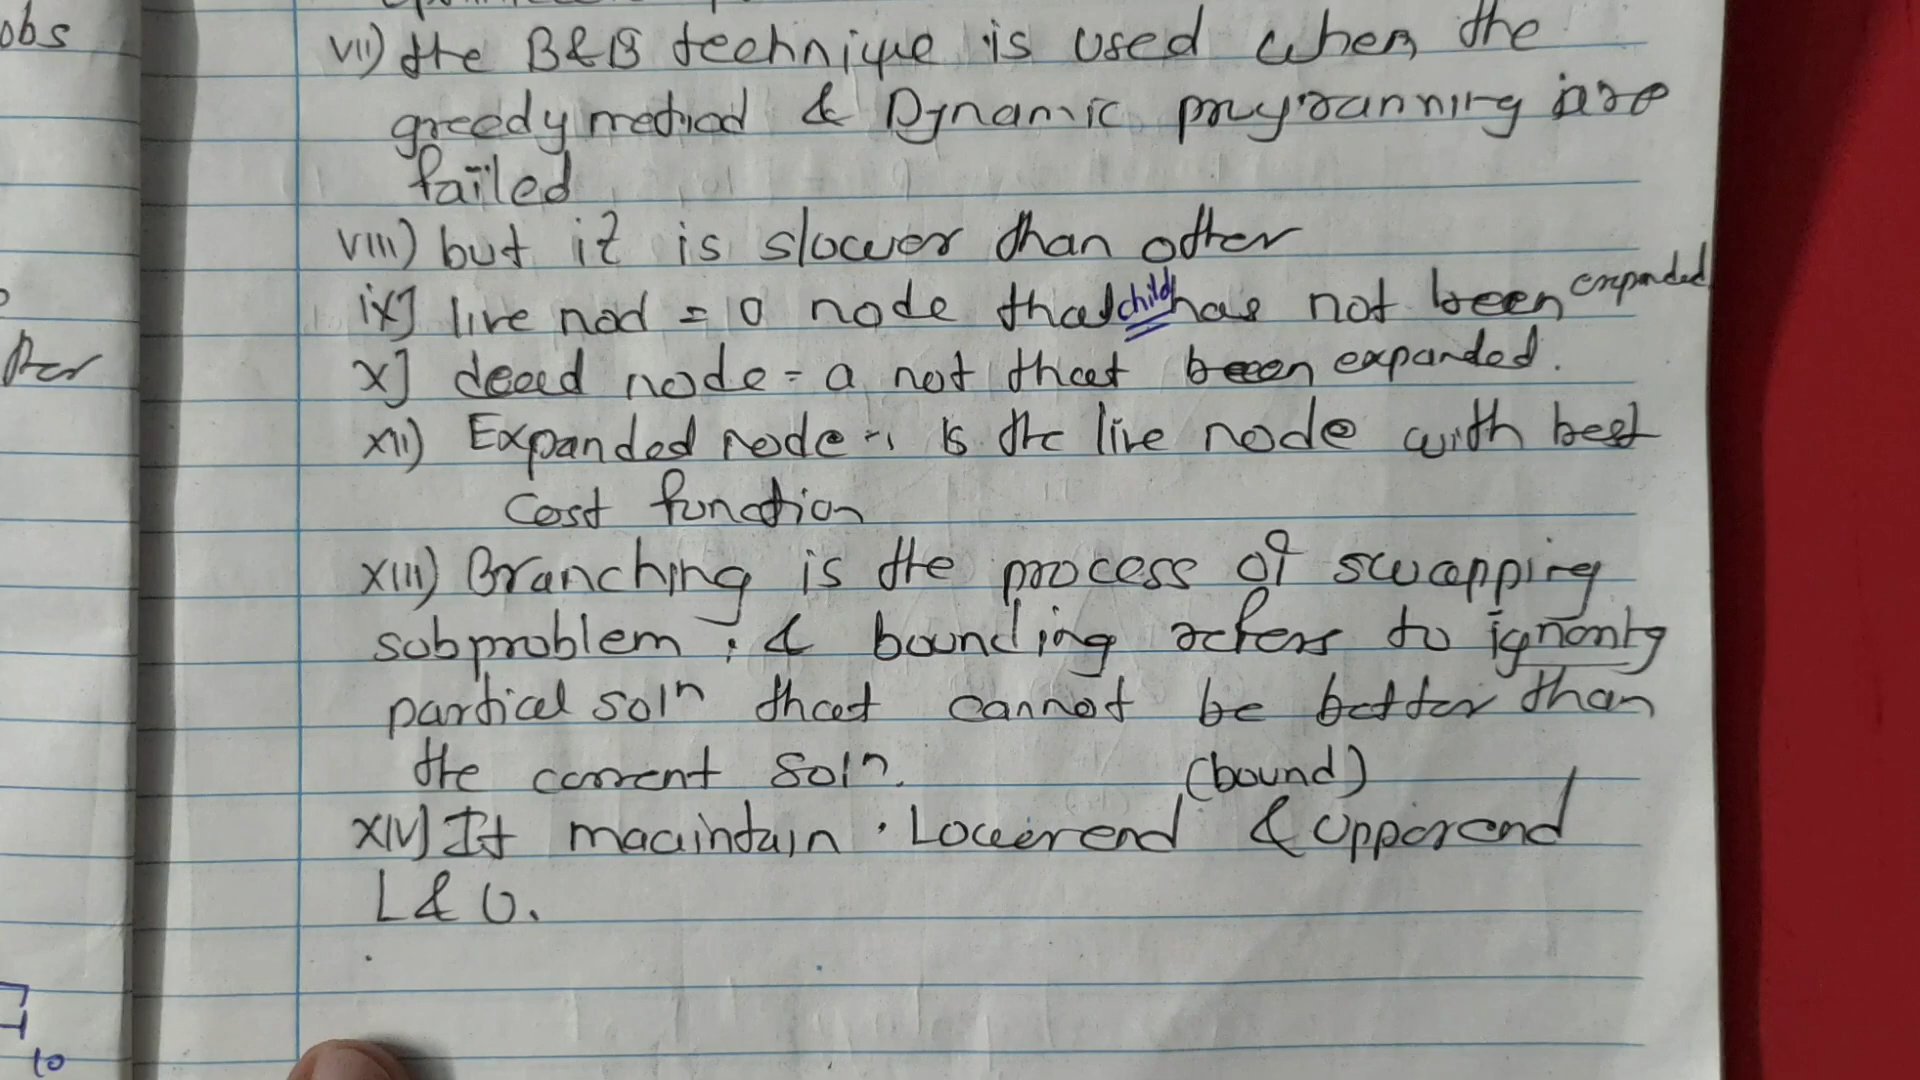 obs
vii) the B&B technique is used when the
greedy method & Dynamic programming are
failed
viii) but it is slower than other
ix] live nod = a node that child has not been expanded
x] dead node = a not that been expanded.
xii) Expanded node - is the live node with best
cost function
xiii) Branching is the process of swapping
subproblem ; & bounding refers to ignoring
partical soln that cannot be better than
the current soln. (bound)
xiv] It maaintain . Lowerend & upperend
L & U.
10